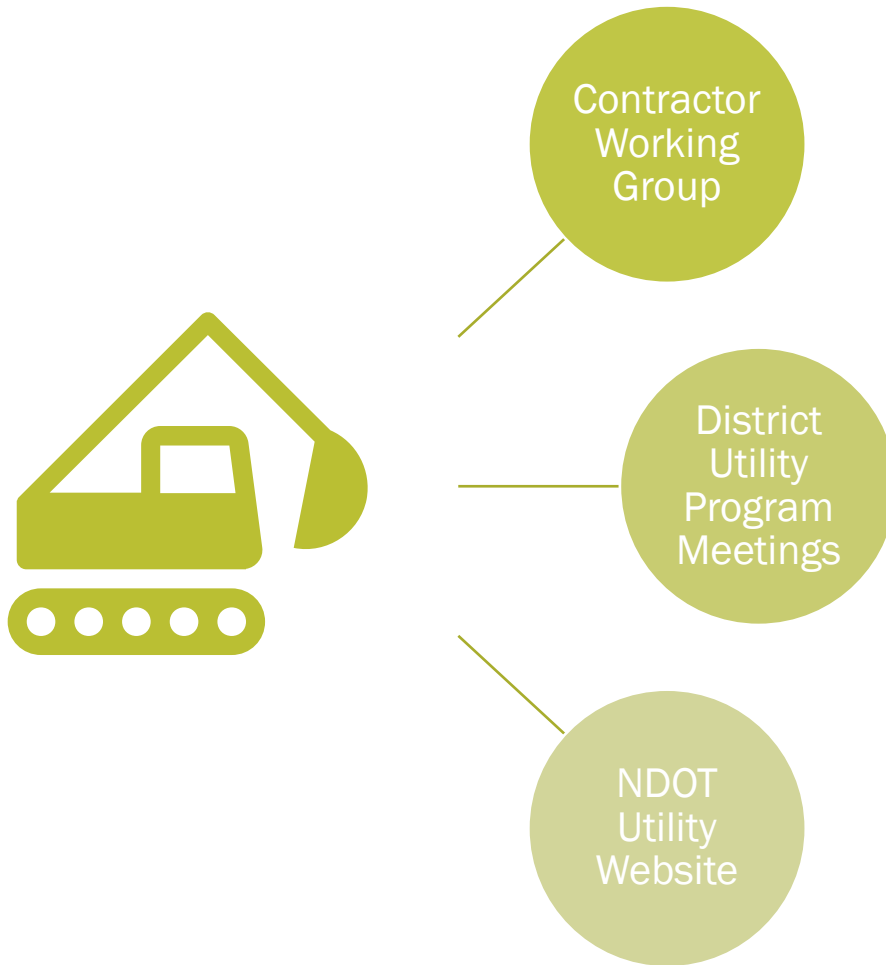 Contractor
Working
Group
District
Utility
Program
Meetings
NDOT
Utility
Website